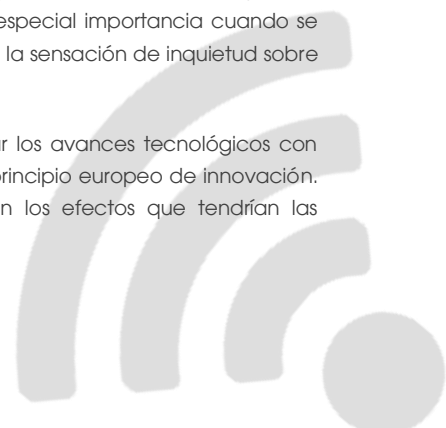 especial importancia cuando se
la sensación de inquietud sobre
los avances tecnológicos con
principio europeo de innovación.
los efectos que tendrían las